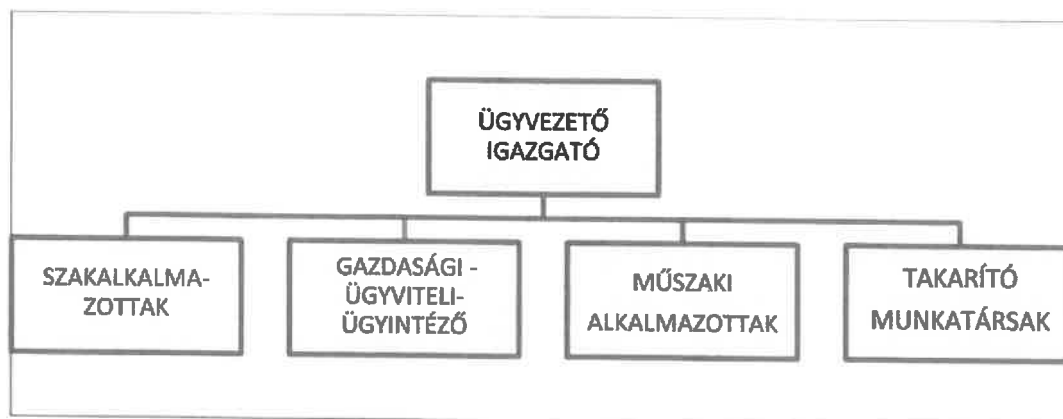 ÜGYVEZETŐ
IGAZGATÓ
SZAKALKALMA-
ZOTTAK
GAZDASÁGI -
ÜGYVITELI-
ÜGYINTÉZŐ
MŰSZAKI
ALKALMAZOTTAK
TAKARÍTÓ
MUNKATÁRSAK